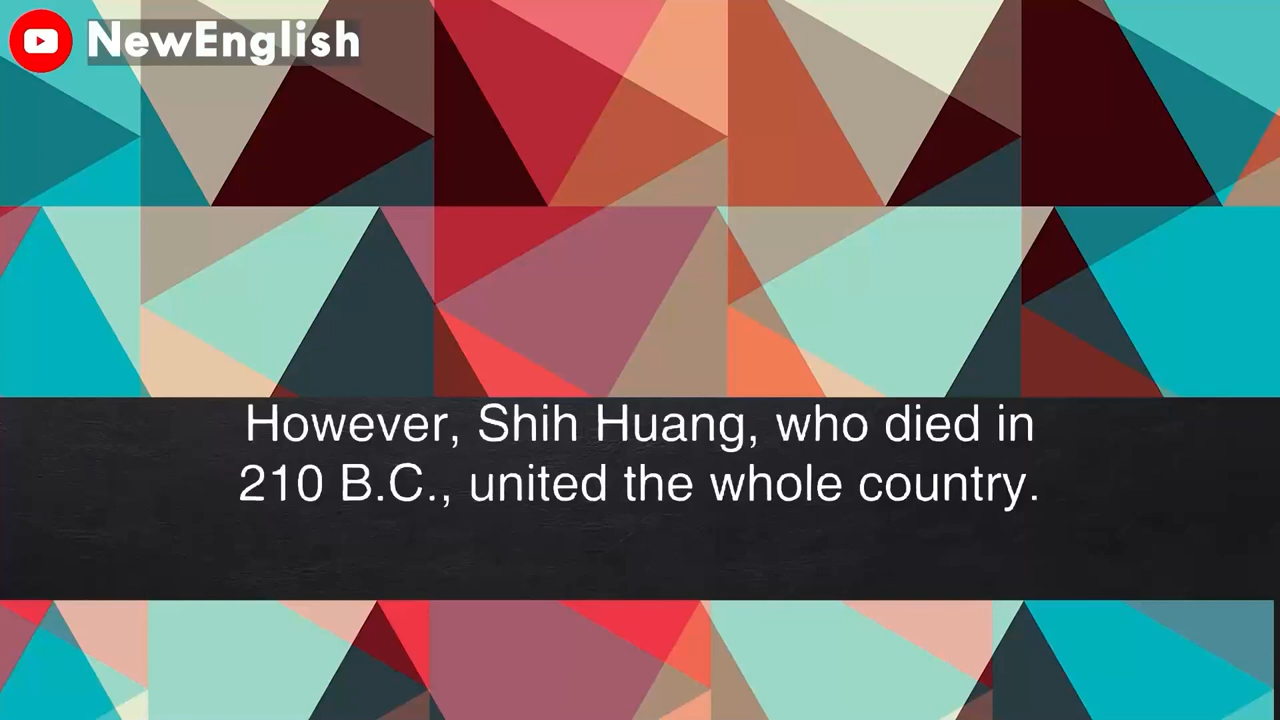 NewEnglish
However, Shih Huang, who died in
210 B.C., united the whole country.